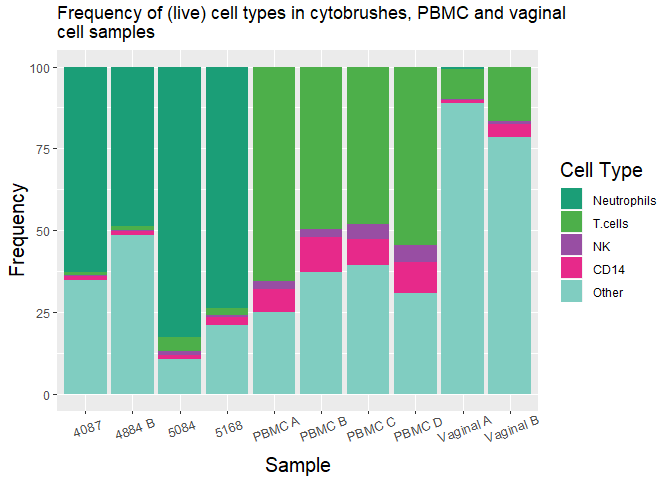 Frequency of (live) cell types in cytobrushes, PBMC and vaginal
cell samples
Frequency
100
75
50
25
0
4087
4884 B
5084
5168
PBMC A
PBMC B
PBMC C
PBMC D
Vaginal A
Vaginal B
Sample
Cell Type
Neutrophils
T.cells
NK
CD14
Other